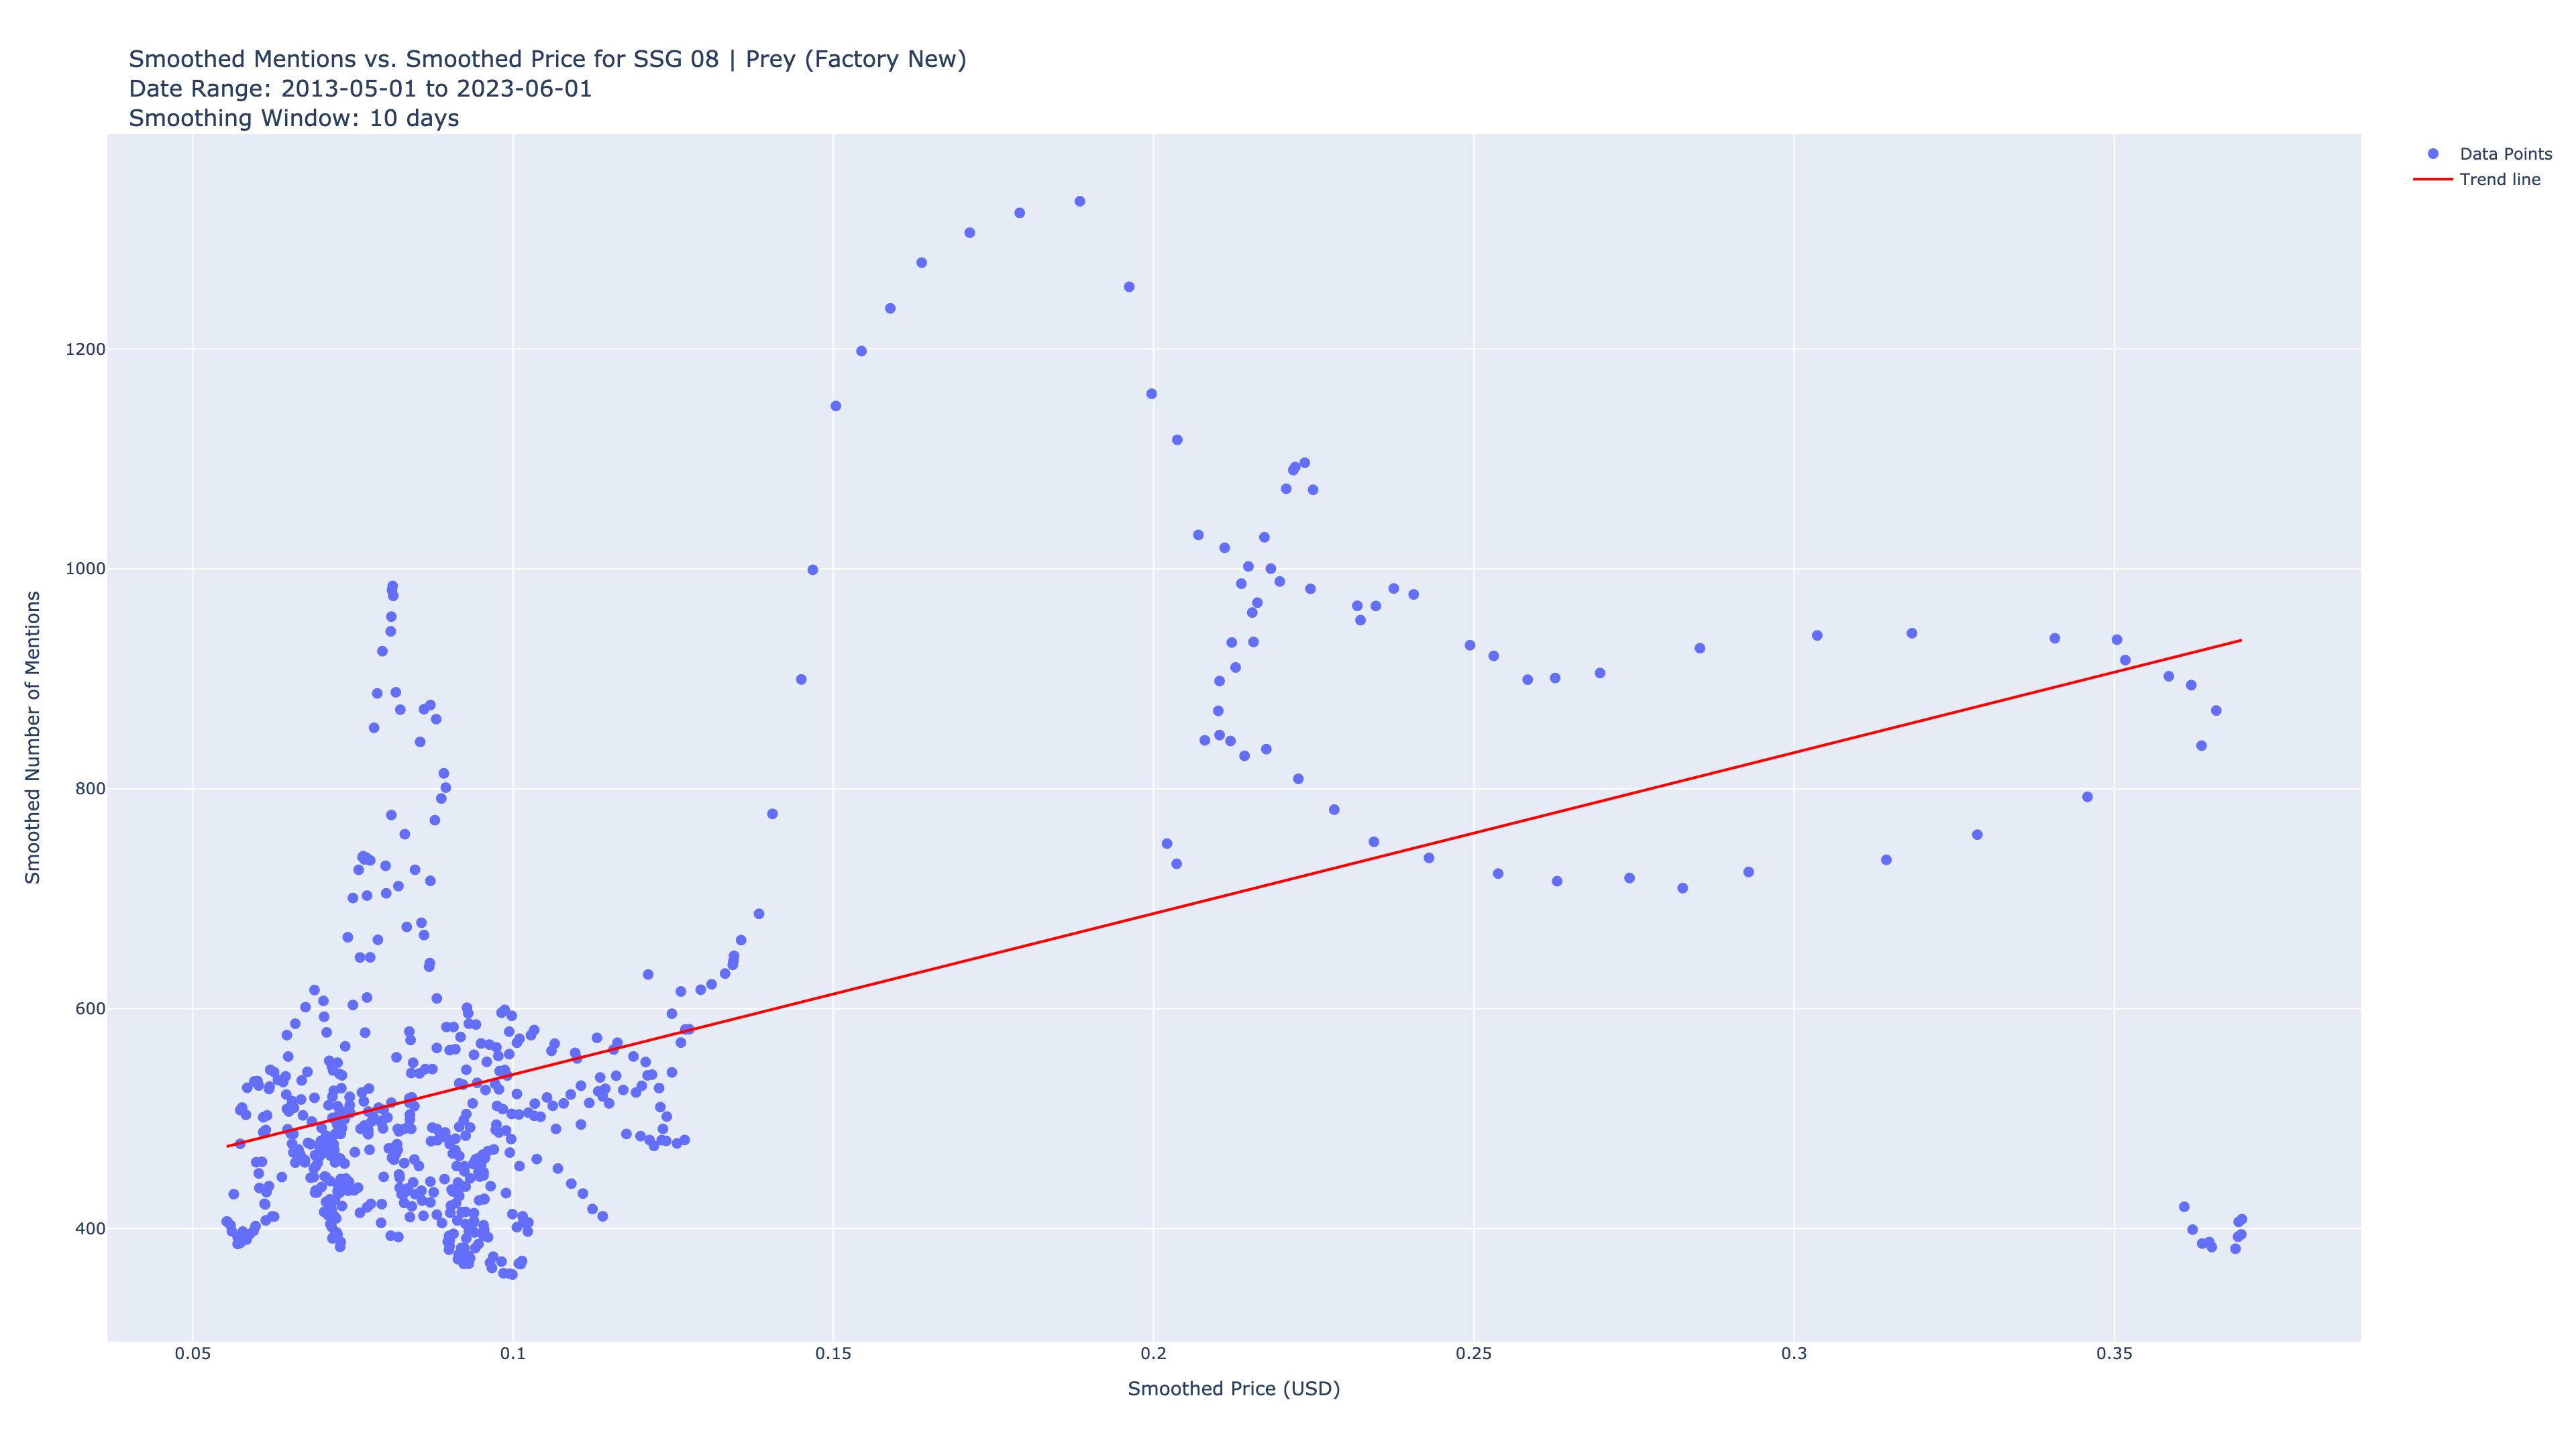 Smoothed Mentions vs. Smoothed Price for SSG 08 | Prey (Factory New)
Date Range: 2013-05-01 to 2023-06-01
Smoothing Window: 10 days
Data Points
Trend line
Smoothed Number of Mentions
1200
1000
800
600
400
0.05
0.1
0.15
0.2
0.25
0.3
0.35
Smoothed Price (USD)